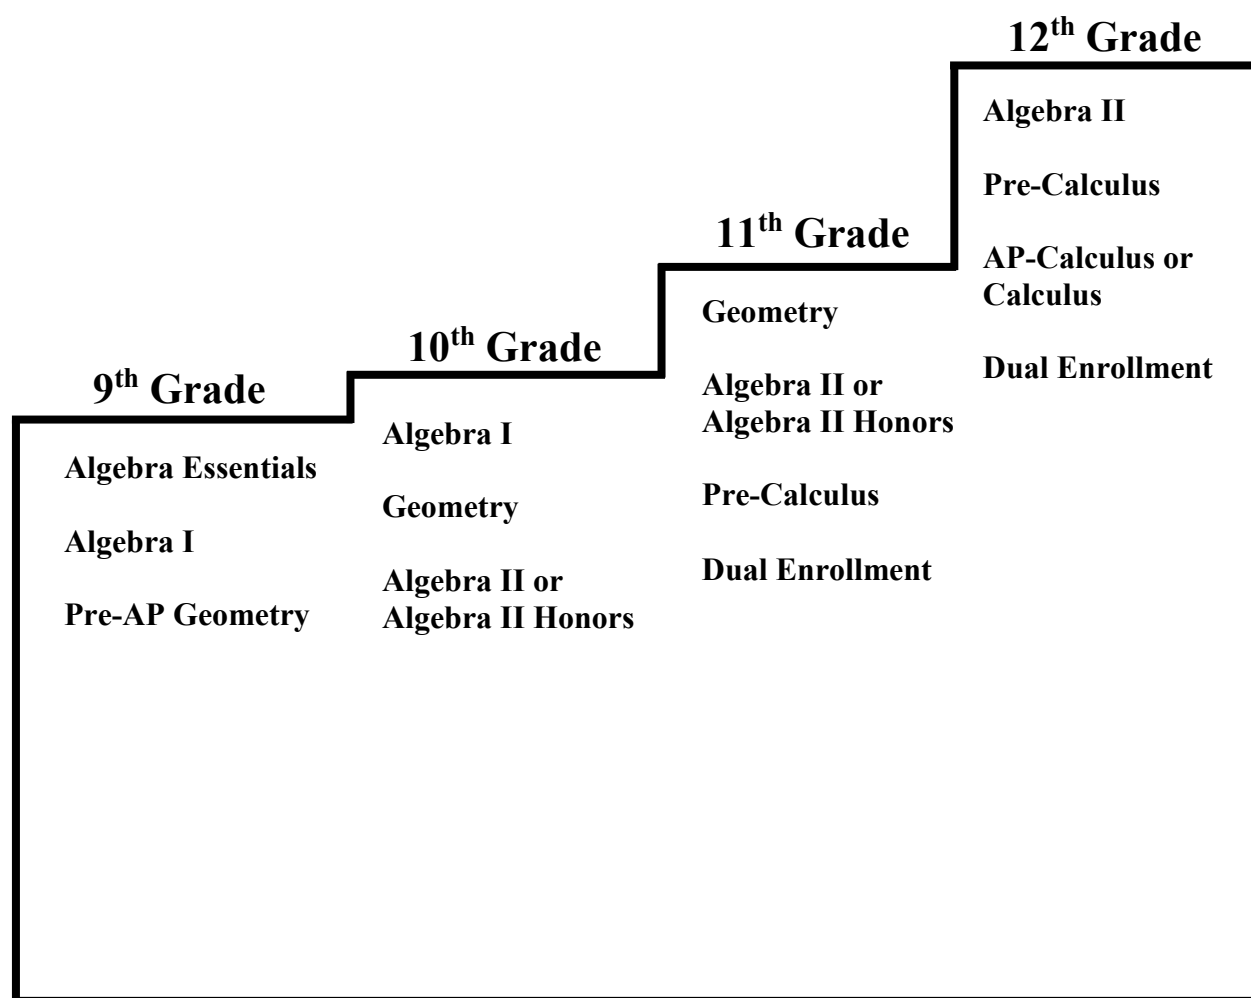 12th Grade
Algebra II
Pre-Calculus
AP-Calculus or
Calculus
Dual Enrollment
11th Grade
Geometry
Algebra II or
Algebra II Honors
Pre-Calculus
Dual Enrollment
10th Grade
Algebra I
Geometry
Algebra II or
Algebra II Honors
9th Grade
Algebra Essentials
Algebra I
Pre-AP Geometry